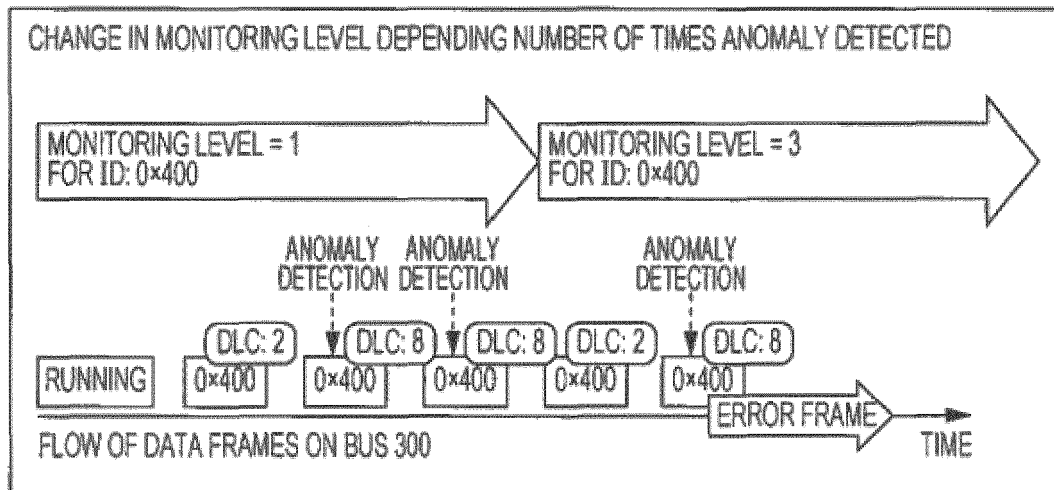 CHANGE IN MONITORING LEVEL DEPENDING NUMBER OF TIMES ANOMALY DETECTED
MONITORING LEVEL = 1
FOR ID: 0×400
MONITORING LEVEL = 3
FOR ID: 0×400
ANOMALY
DETECTION
ANOMALY
DETECTION
ANOMALY
DETECTION
DLC: 2
DLC: 8
DLC: 8
DLC: 2
DLC: 8
RUNNING
0×400
0×400
0×400
0×400
0×400
ERROR FRAME
FLOW OF DATA FRAMES ON BUS 300
TIME